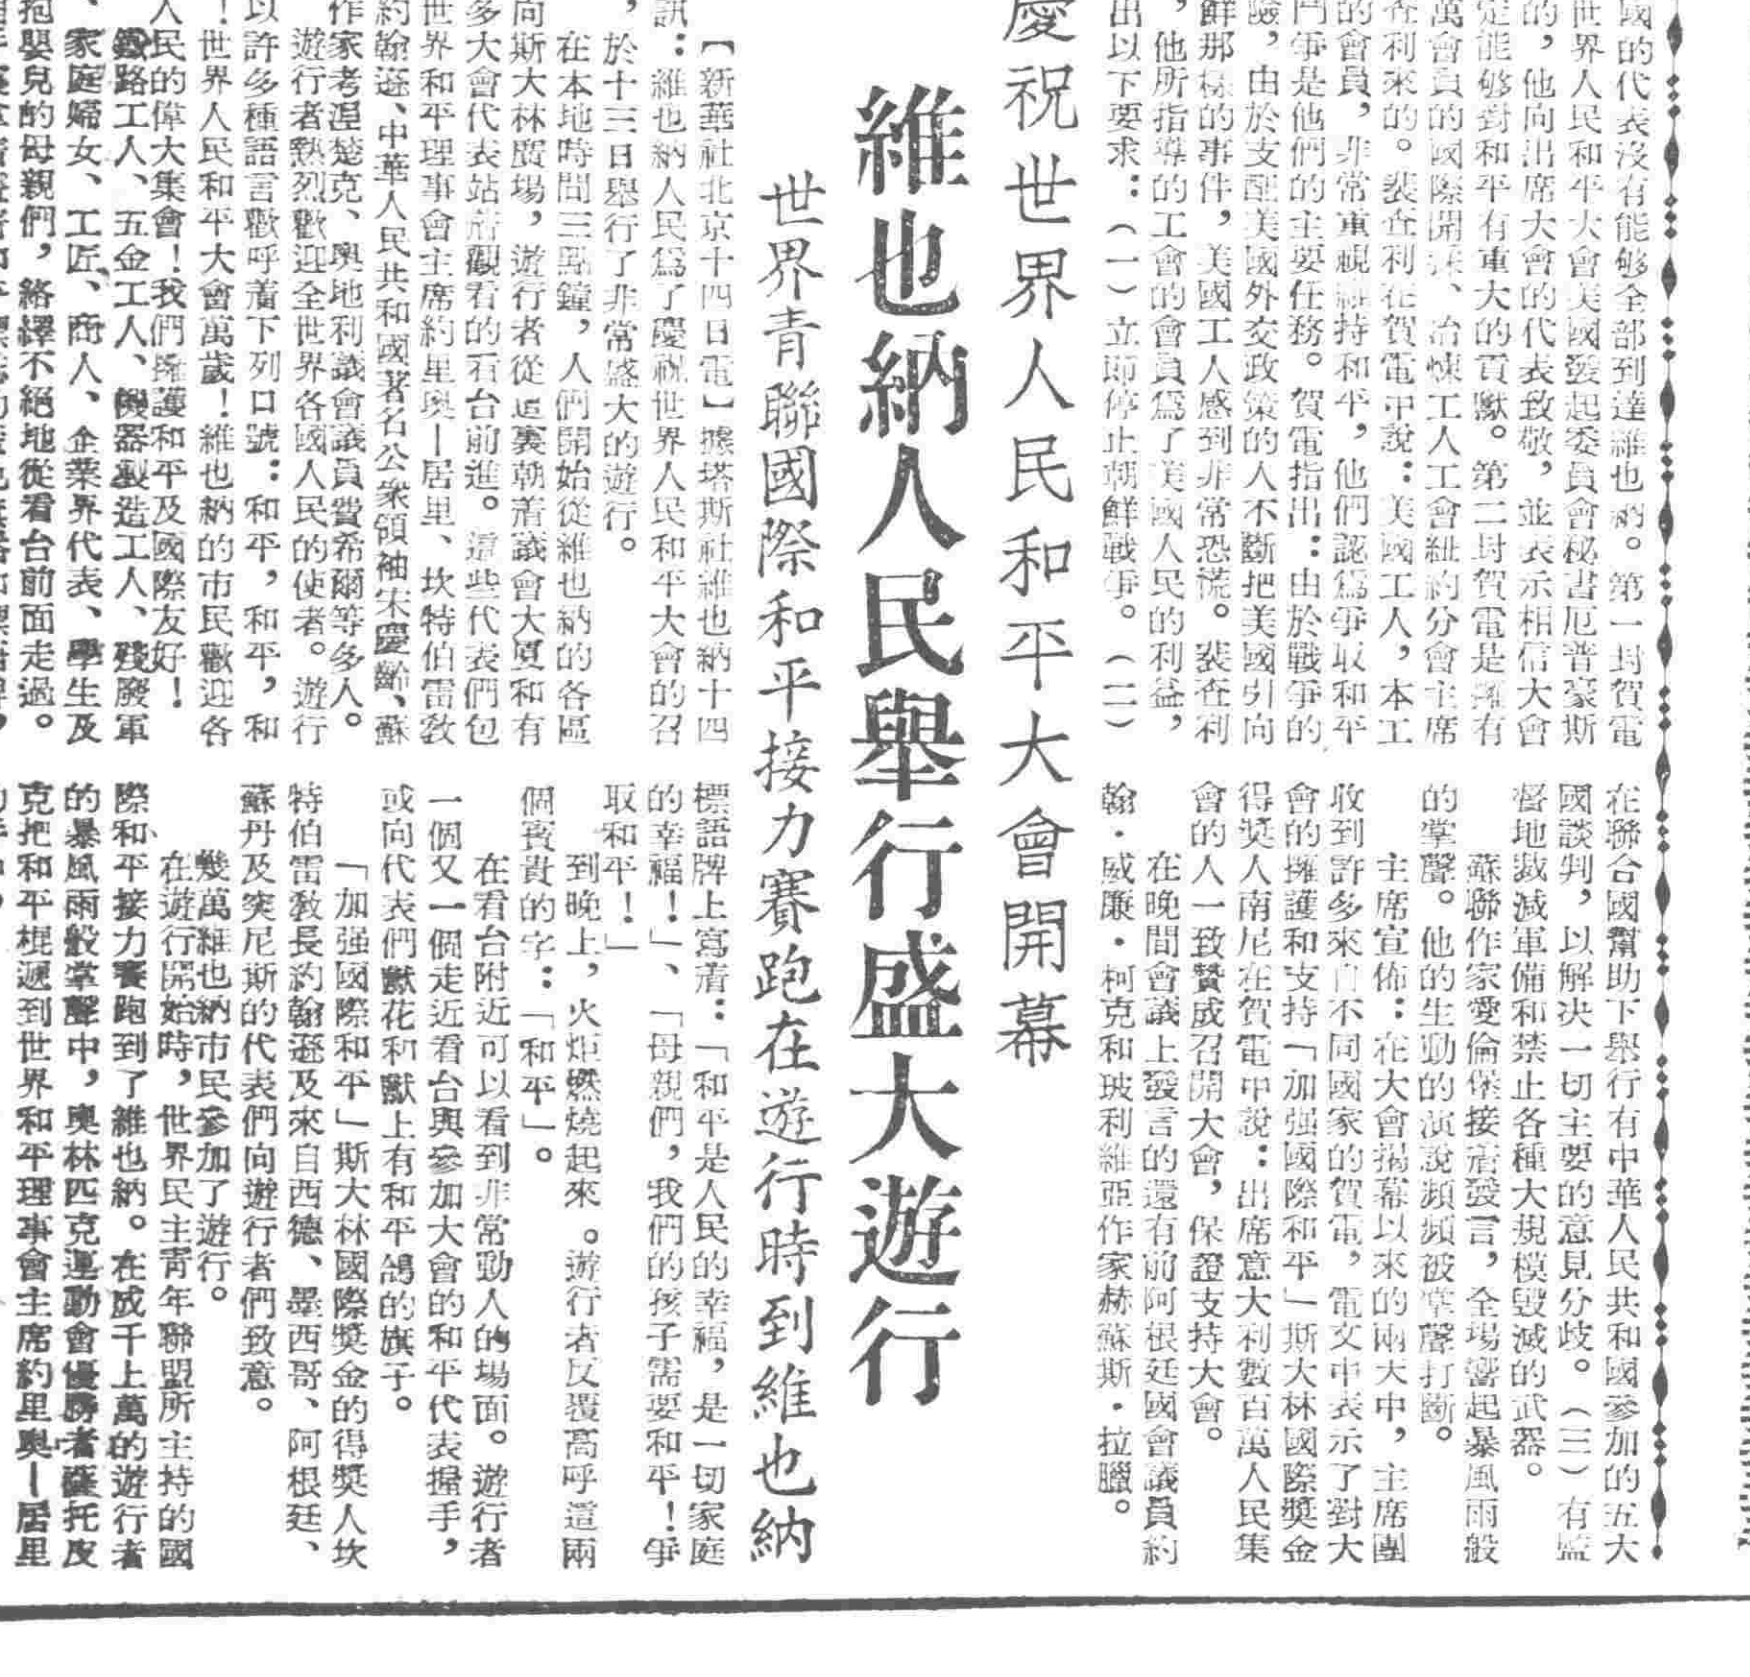 國的代表沒有能够全部到達維也納。第一封賀電
世界人民和平大會美國發起委員會秘書厄普豪斯
的，他向出席大會的代表致敬，並表示相信大會
定能够對和平有重大的貢獻。第二封賀電是擁有
萬會員的國際開採、冶煉工人工會紐約分會主席
查利來的。裴查利在賀電中說：美國工人，本工
的會員，非常重視維持和平，他們認爲爭取和平
鬥爭是他們的主要任務。賀電指出：由於戰爭的
險，由於支配美國外交政策的人不斷把美國引向
鮮那樣的事件，美國工人感到非常恐慌。裴查利
，他所指導的工會的會員爲了美國人民的利益，
出以下要求：（一）立即停止朝鮮戰爭。（二）
在聯合國幫助下舉行有中華人民共和國參加的五大
國談判，以解决一切主要的意見分歧。（三）有監
督地裁減軍備和禁止各種大規模毀滅的武器。
蘇聯作家愛倫堡接着發言，全場響起暴風雨般
的掌聲。他的生動的演說頻頻被掌聲打斷。
主席宣佈：在大會揭幕以來的兩天中，主席團
收到許多來自不同國家的賀電，電文中表示了對大
會的擁護和支持「加强國際和平」斯大林國際獎金
得獎人南尼在賀電中說：出席意大利數百萬人民集
會的人一致贊成召開大會，保證支持大會。
在晚間會議上發言的還有前阿根廷國會議員約
翰·威廉·柯克和玻利維亞作家赫蘇斯·拉臘。
慶祝世界人民和平大會開幕
維也納人民舉行盛大遊行
世界青聯國際和平接力賽跑在遊行時到維也納
【新華社北京十四日電】據塔斯社維也納十四
訊：維也納人民爲了慶祝世界人民和平大會的召
，於十三日舉行了非常盛大的遊行。
在本地時間三點鐘，人們開始從維也納的各區
向斯大林廣場，遊行者從這裏朝着議會大厦和有
多大會代表站着觀看的石台前進。這些代表們包
世界和平理事會主席約里奥—居里、坎特伯雷敎
約翰遜、中華人民共和國著名公衆領袖宋慶齡、蘇
作家考涅楚克、奥地利議會議員費希爾等多人。
遊行者熱烈歡迎全世界各國人民的使者。遊行
以許多種語言歡呼着下列口號：和平，和平，和
！世界人民和平大會萬歲！維也納的市民歡迎各
人民的偉大集會！我們擁護和平及國際友好！
鐵路工人、五金工人、機器製造工人、殘廢軍
、家庭婦女、工匠、商人、企業界代表、學生及
抱嬰兒的母親們，絡繹不絕地從看台前面走過。
標語牌上寫着：「和平是人民的幸福，是一切家庭
的幸福！」、「母親們，我們的孩子需要和平！爭
取和平！」
到晚上，火炬燃燒起來。遊行者反覆高呼這兩
個寶貴的字：「和平」。
在看台附近可以看到非常動人的場面。遊行者
一個又一個走近看台與參加大會的和平代表握手，
或向代表們獻花和獻上有和平鴿的旗子。
「加强國際和平」斯大林國際獎金的得獎人坎
特伯雷敎長約翰遜及來自西德、墨西哥、阿根廷、
蘇丹及突尼斯的代表們向遊行者們致意。
幾萬維也納市民參加了遊行。
在遊行開始時，世界民主青年聯盟所主持的國
際和平接力賽跑到了維也納。在成千上萬的遊行者
的暴風雨般掌聲中，奥林匹克運動會優勝者薩托皮
克把和平棍遞到世界和平理事會主席約里奥—居里